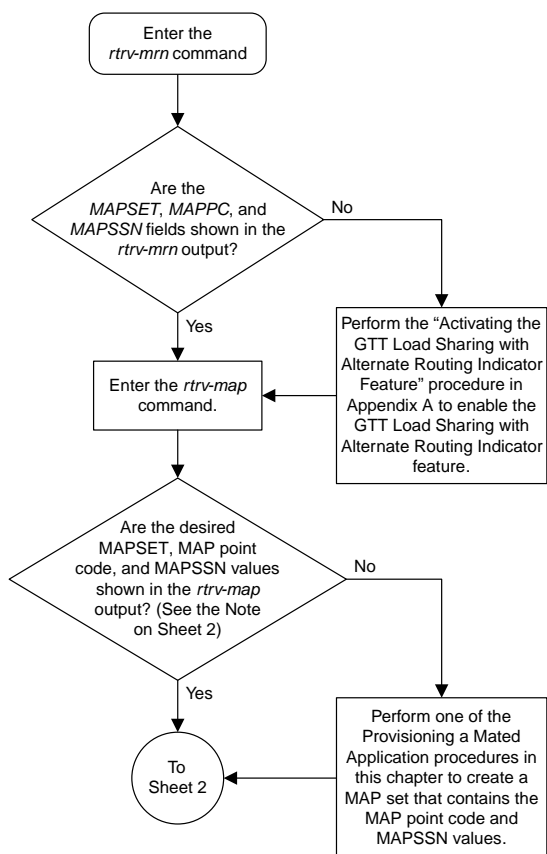 Enter the
rtrv-mrn
command
Are the
MAPSET, MAPPC, and
MAPSSN fields shown in the
rtrv-mrn output?
No
Yes
Perform the “Activating the
GTT Load Sharing with
Alternate Routing Indicator
Feature” procedure in
Appendix A to enable the
GTT Load Sharing with
Alternate Routing Indicator
feature.
Enter the rtrv-map
command.
Are the desired
MAPSET, MAP point
code, and MAPSSN values
shown in the rtrv-map
output? (See the Note
on Sheet 2)
No
Yes
Perform one of the
Provisioning a Mated
Application procedures in
this chapter to create a
MAP set that contains the
MAP point code and
MAPSSN values.
To
Sheet 2